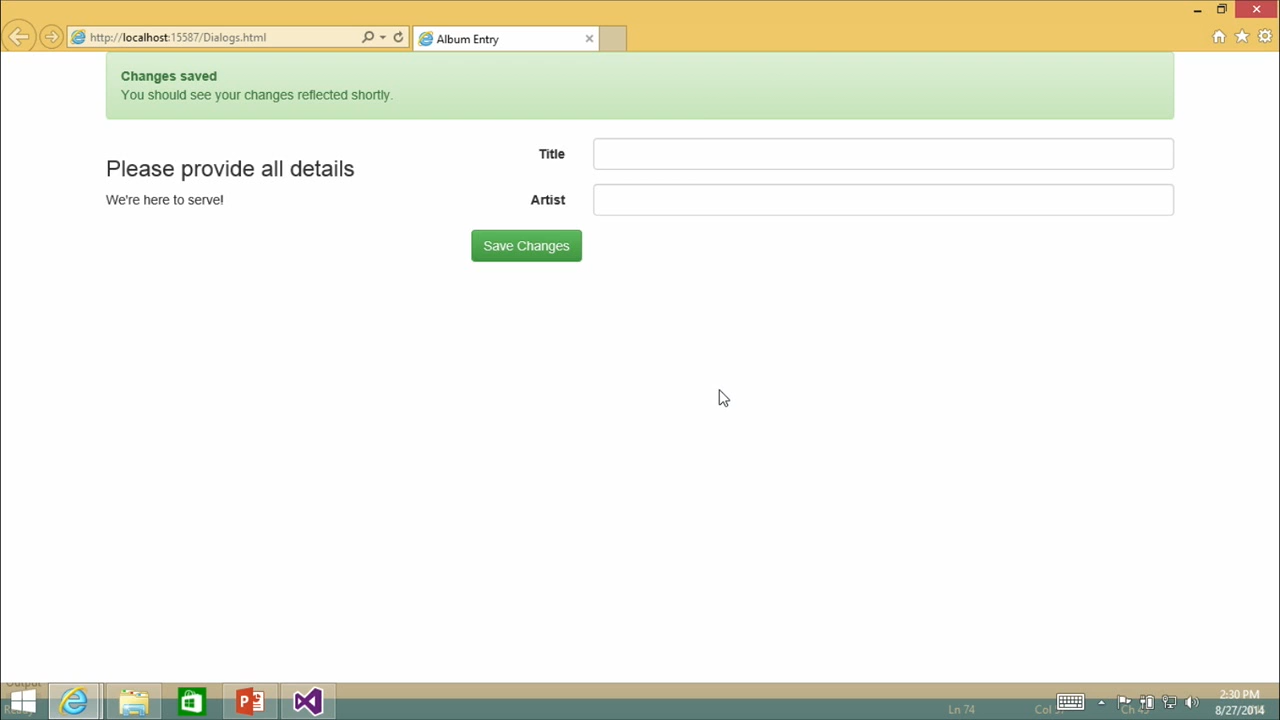 http://localhost:15587/Dialogs.html
Album Entry
Changes saved
You should see your changes reflected shortly.
Please provide all details
We're here to serve!
Title
Artist
Save Changes
Output
Ln 74
2:30 PM
8/27/2014